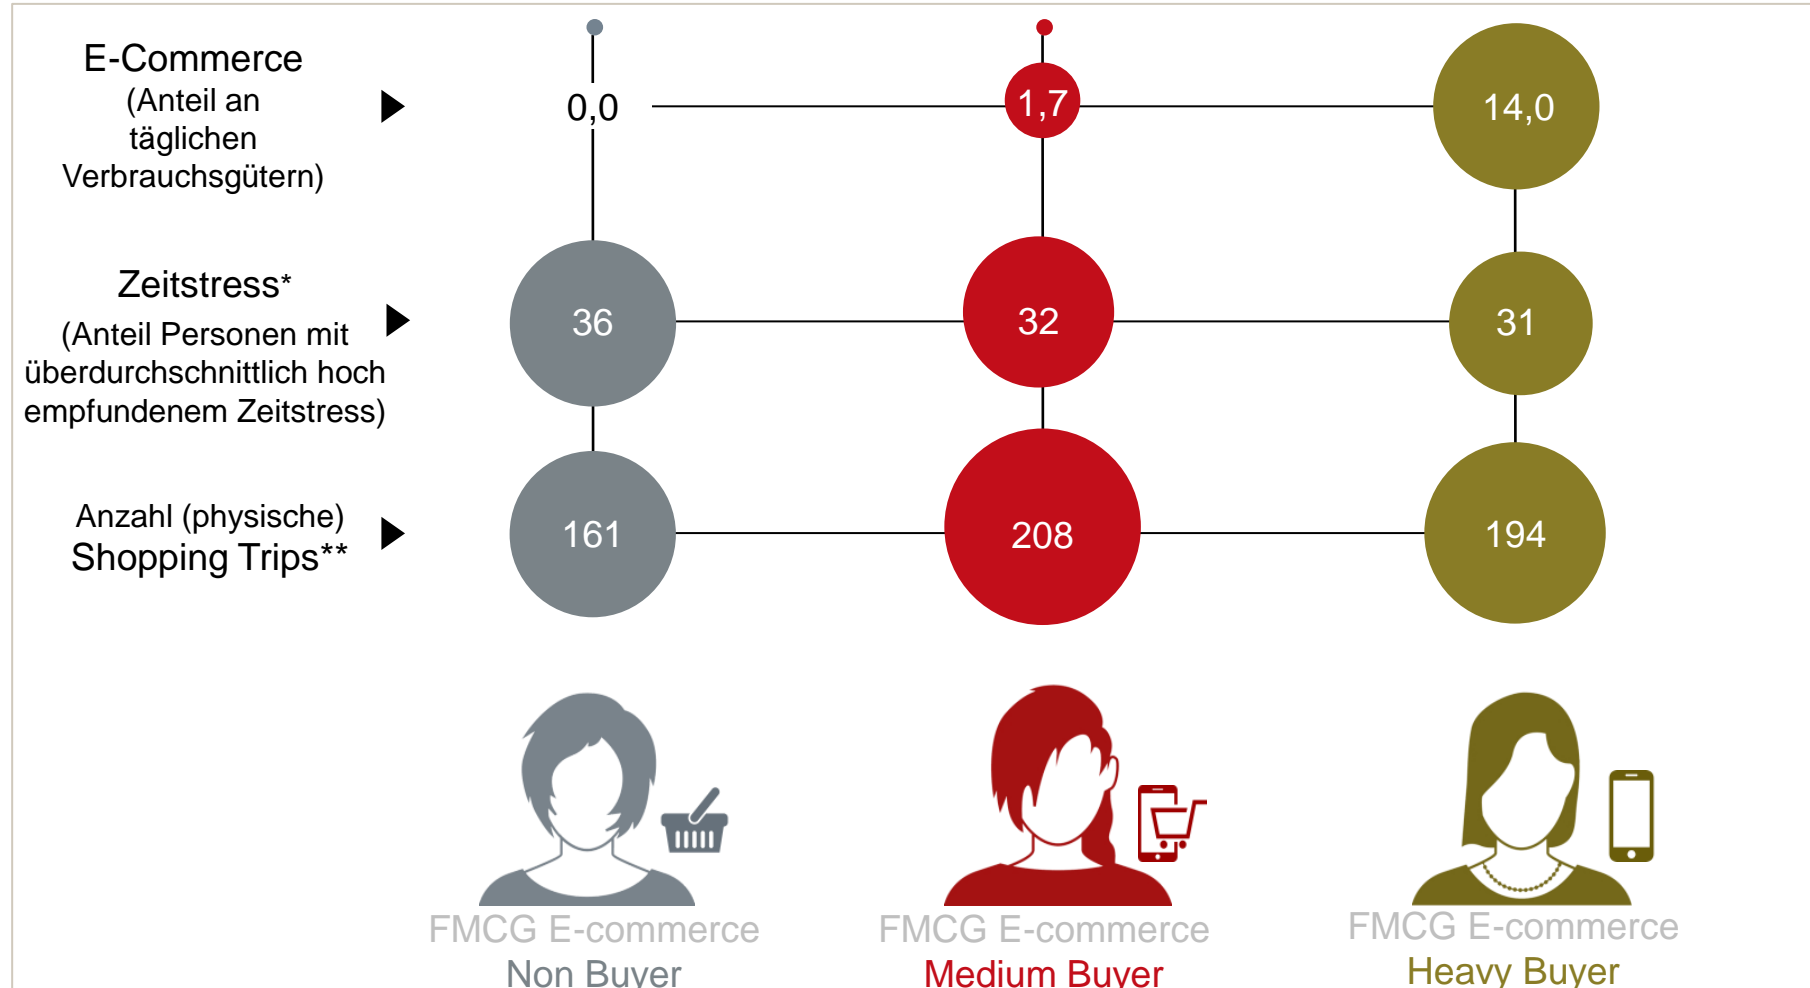 E-Commerce
(Anteil an
täglichen
Verbrauchsgütern)
0,0
1,7
14,0
Zeitstress*
(Anteil Personen mit
überdurchschnittlich hoch
empfundenem Zeitstress)
36
32
31
Anzahl (physische)
Shopping Trips**
161
208
194
FMCG E-commerce
Non Buyer
FMCG E-commerce
Medium Buyer
FMCG E-commerce
Heavy Buyer